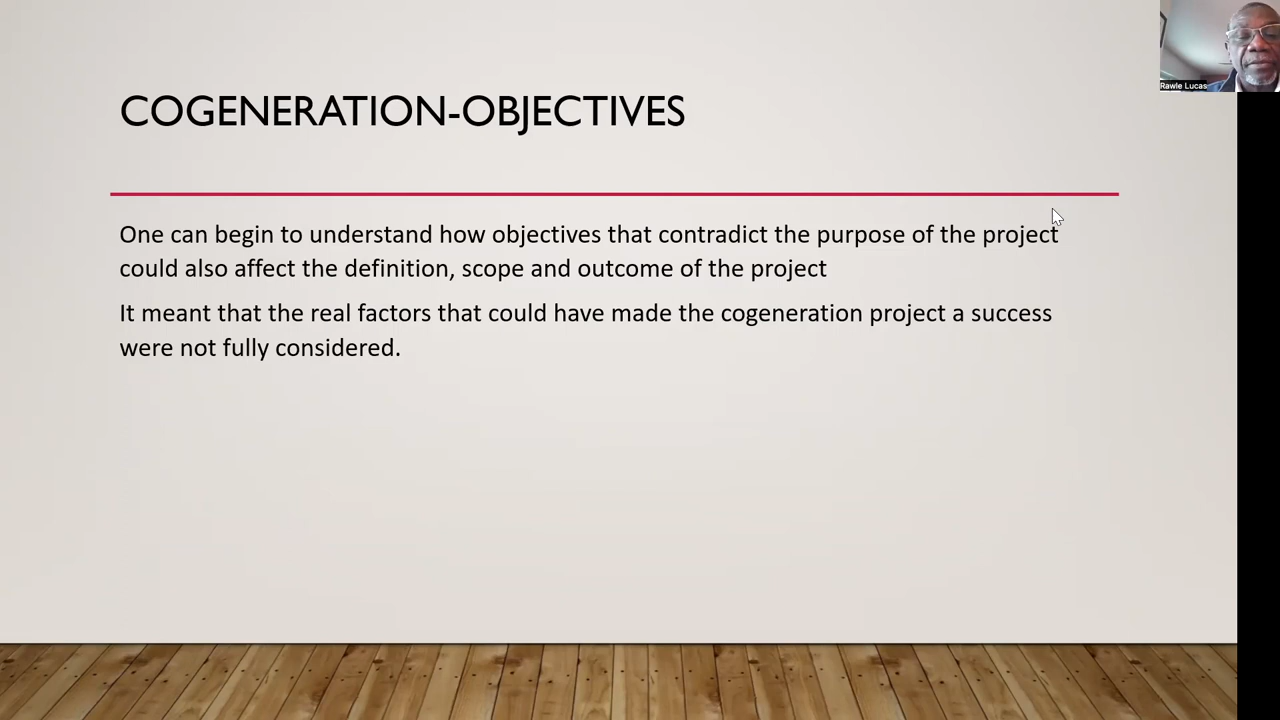 COGENERATION-OBJECTIVES
One can begin to understand how objectives that contradict the purpose of the project
could also affect the definition, scope and outcome of the project
It meant that the real factors that could have made the cogeneration project a success
were not fully considered.
Rawle Lucas